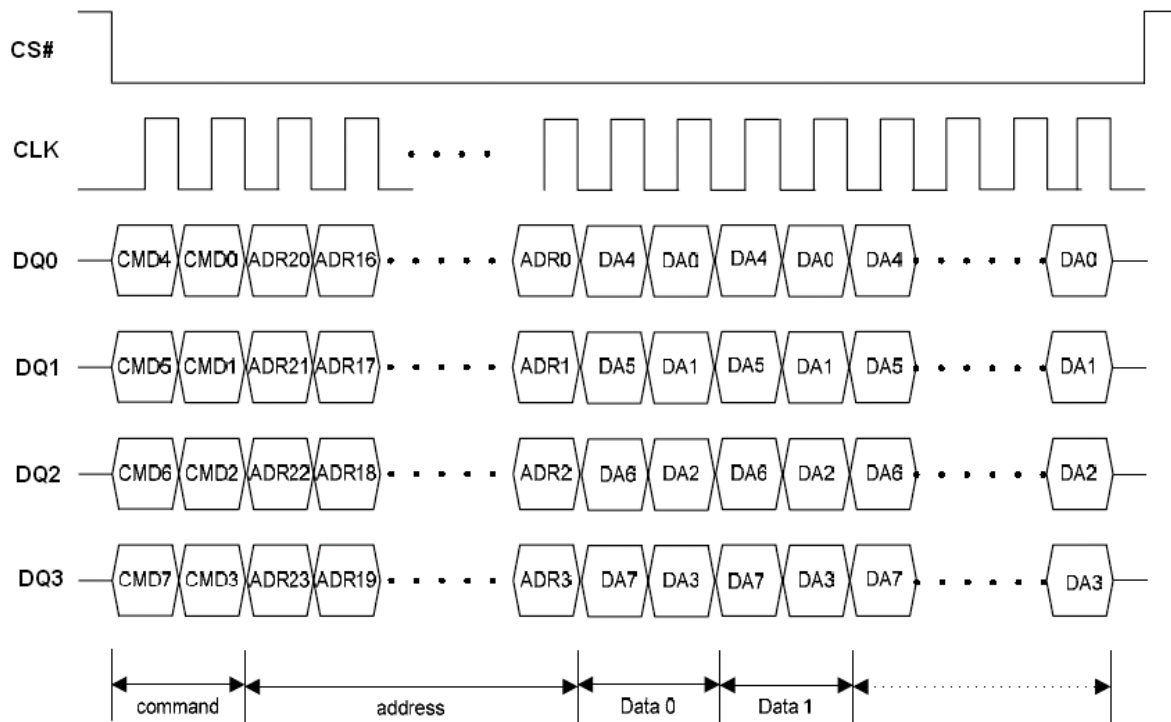 CS#
CLK
DQ0 CMD4 CMD0 ADR20 ADR16 ADR0 DA4 DA0 DA4 DA0 DA4 DA0
DQ1 CMD5 CMD1 ADR21 ADR17 ADR1 DA5 DA1 DA5 DA1 DA5 DA1
DQ2 CMD6 CMD2 ADR22 ADR18 ADR2 DA6 DA2 DA6 DA2 DA6 DA2
DQ3 CMD7 CMD3 ADR23 ADR19 ADR3 DA7 DA3 DA7 DA3 DA7 DA3
command address Data 0 Data 1